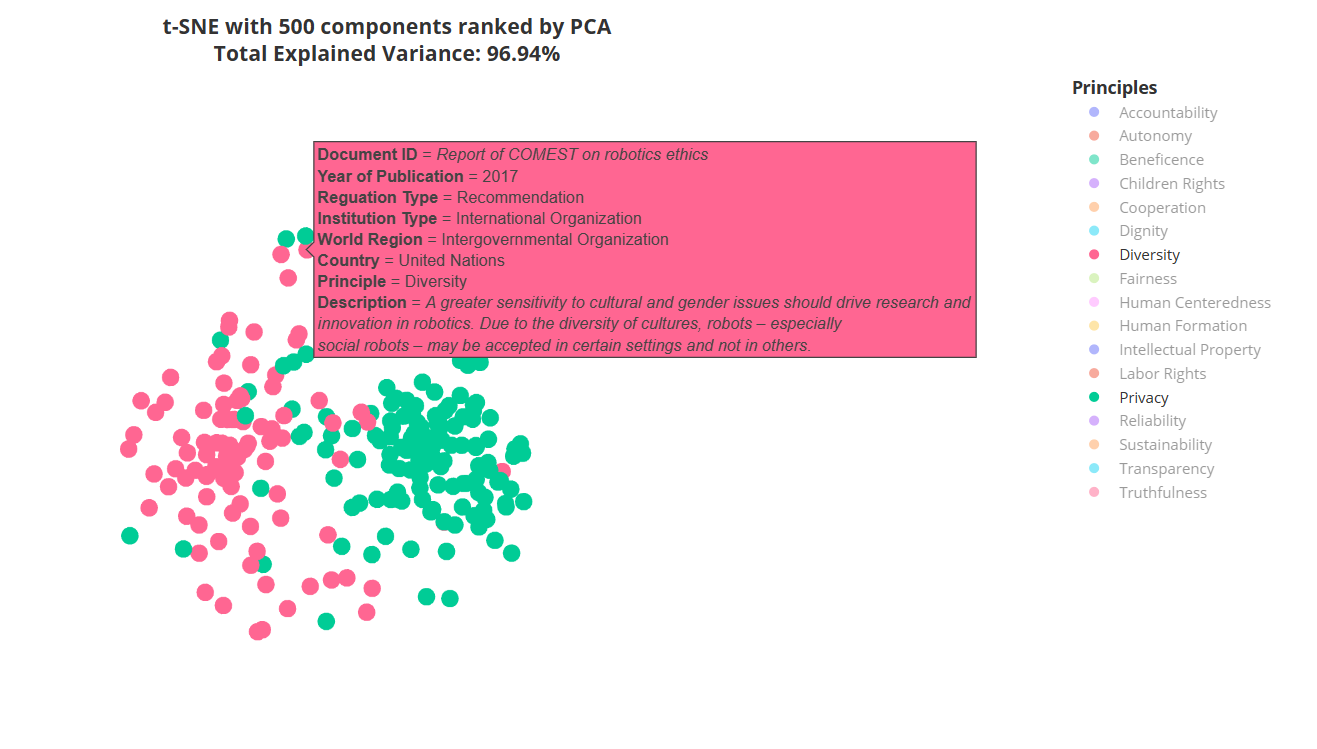 t-SNE with 500 components ranked by PCA
Total Explained Variance: 96.94%
Document ID = Report of COMEST on robotics ethics
Year of Publication = 2017
Reguation Type = Recommendation
Institution Type = International Organization
World Region = Intergovernmental Organization
Country = United Nations
Principle = Diversity
Description = A greater sensitivity to cultural and gender issues should drive research and
innovation in robotics. Due to the diversity of cultures, robots – especially
social robots – may be accepted in certain settings and not in others.
Principles
Accountability
Autonomy
Beneficence
Children Rights
Cooperation
Dignity
Diversity
Fairness
Human Centeredness
Human Formation
Intellectual Property
Labor Rights
Privacy
Reliability
Sustainability
Transparency
Truthfulness